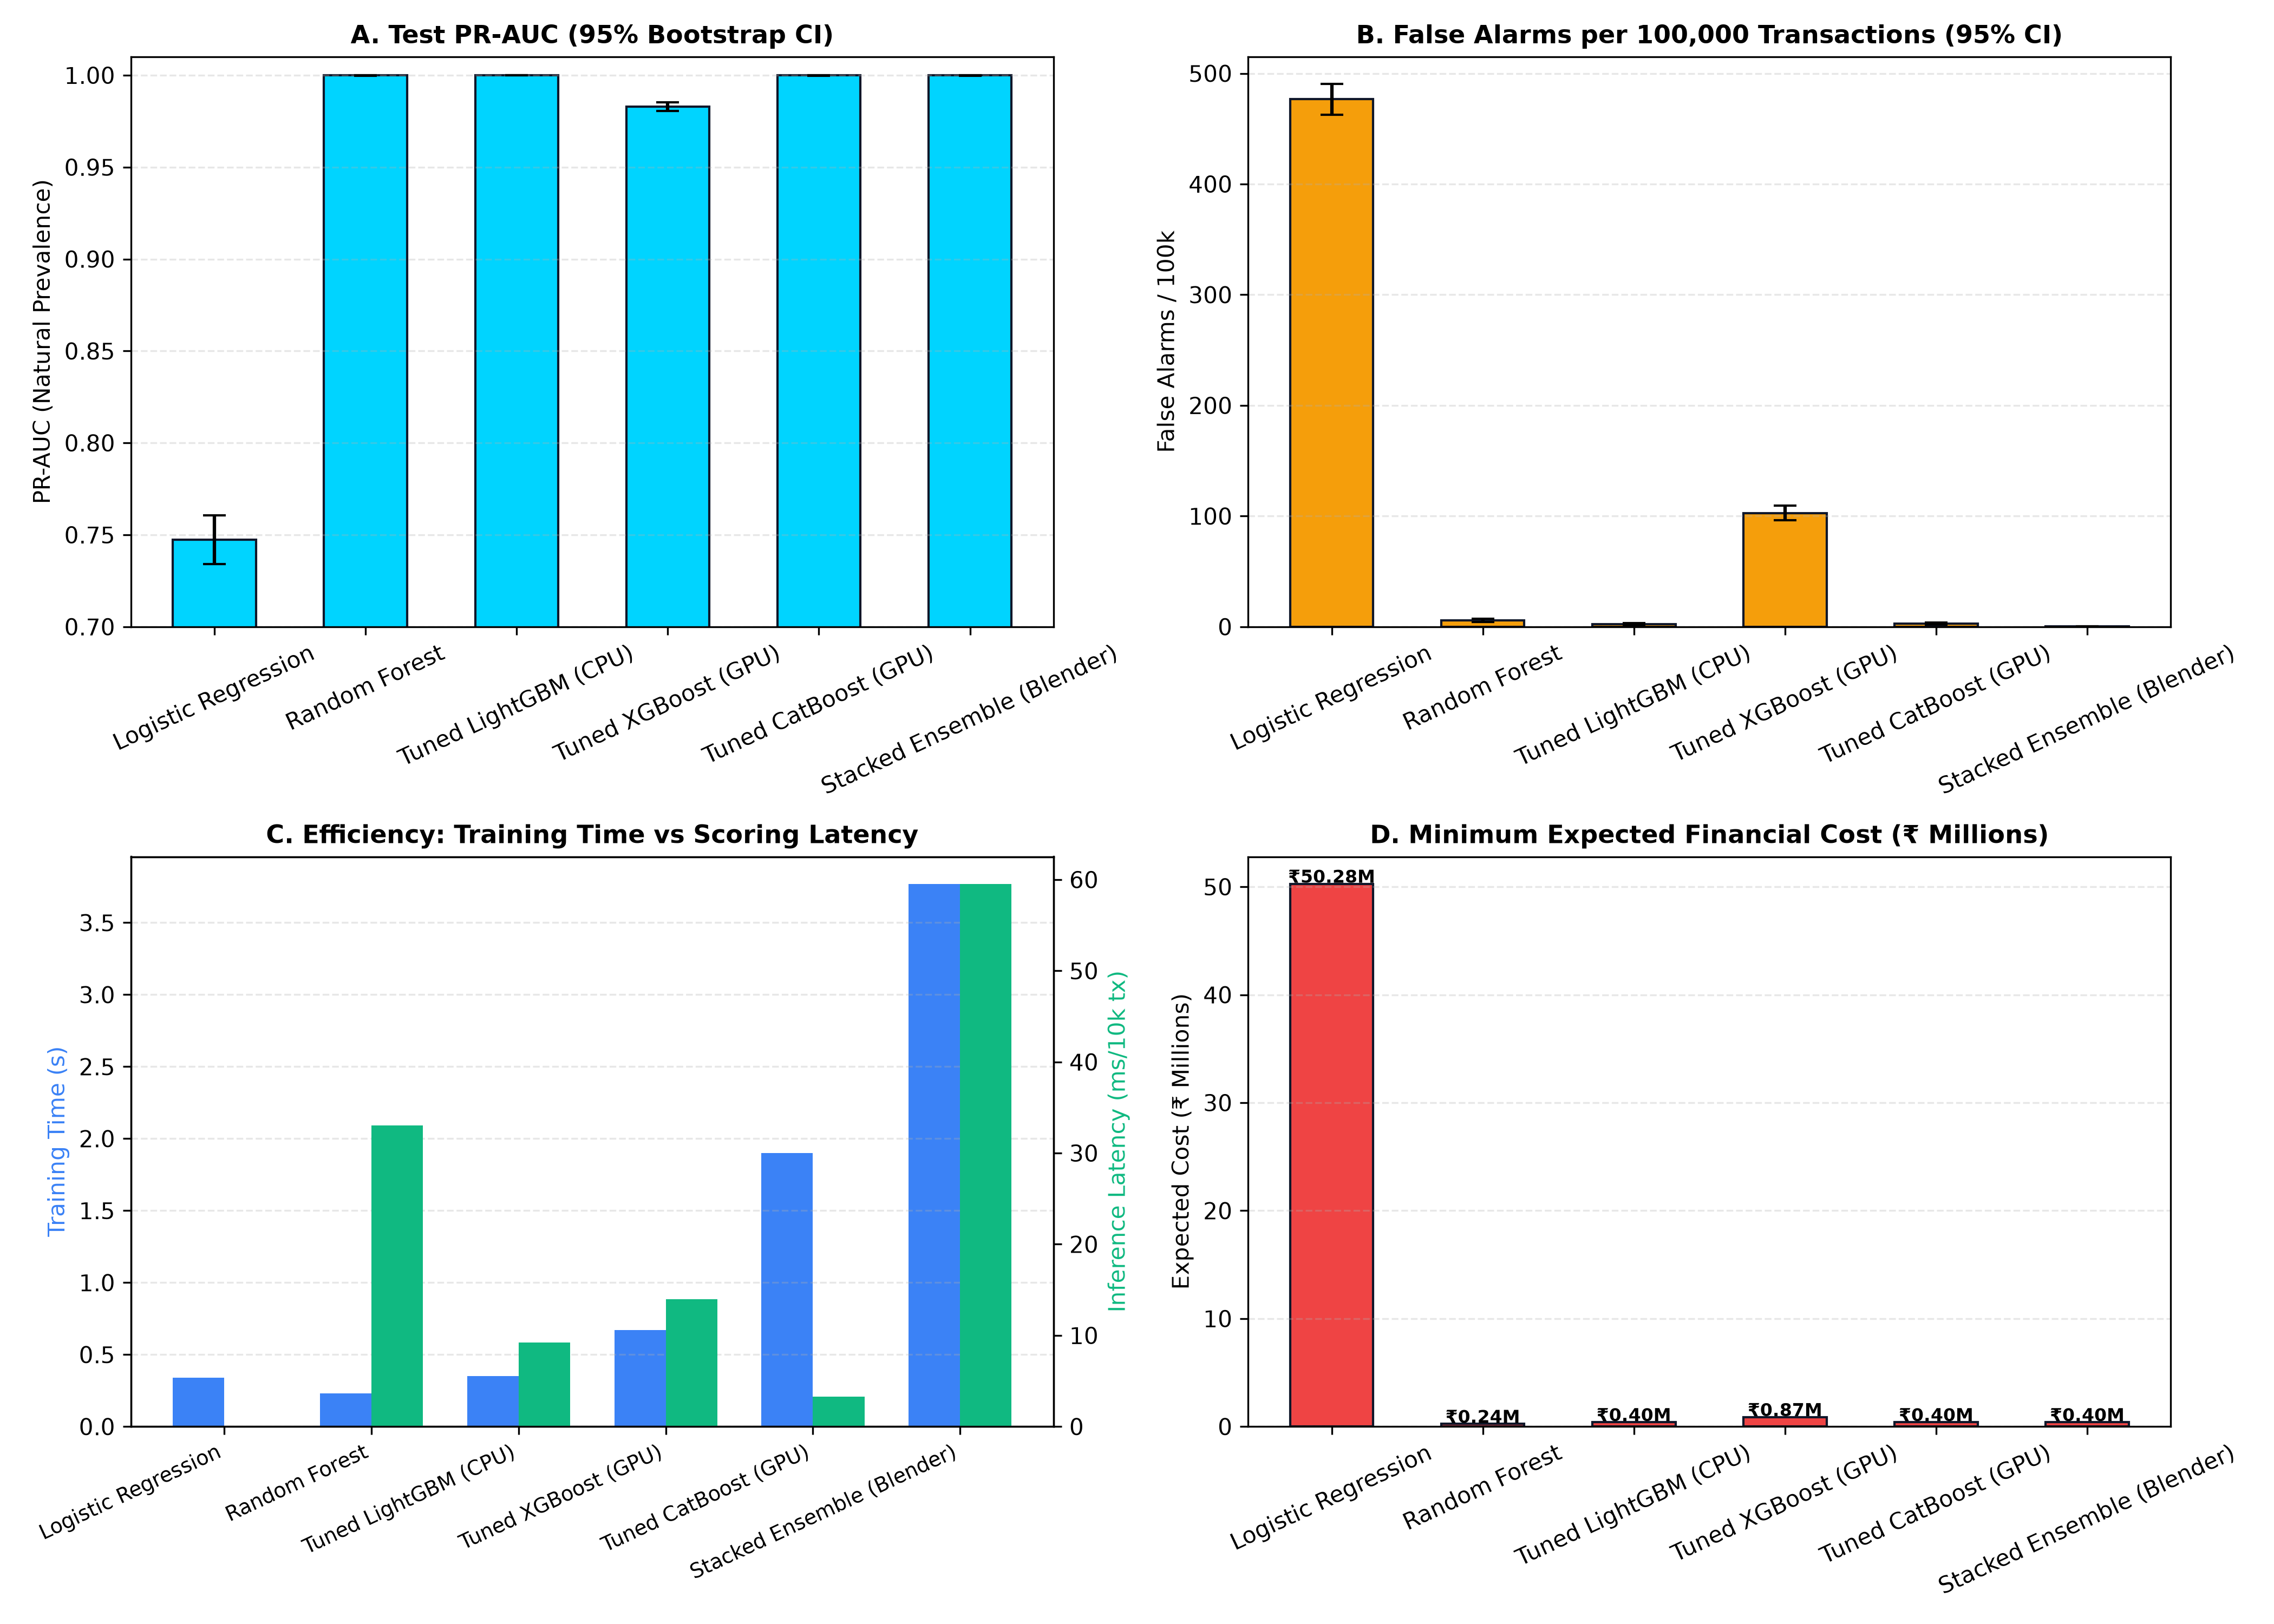 A. Test PR-AUC (95% Bootstrap CI)
PR-AUC (Natural Prevalence)
1.00
0.95
0.90
0.85
0.80
0.75
0.70
Logistic Regression
Random Forest
Tuned LightGBM (CPU)
Tuned XGBoost (GPU)
Tuned CatBoost (GPU)
Stacked Ensemble (Blender)
B. False Alarms per 100,000 Transactions (95% CI)
False Alarms / 100k
500
400
300
200
100
0
Logistic Regression
Random Forest
Tuned LightGBM (CPU)
Tuned XGBoost (GPU)
Tuned CatBoost (GPU)
Stacked Ensemble (Blender)
C. Efficiency: Training Time vs Scoring Latency
Training Time (s)
3.5
3.0
2.5
2.0
1.5
1.0
0.5
0.0
60
50
40
30
20
10
0
Inference Latency (ms/10k tx)
Logistic Regression
Random Forest
Tuned LightGBM (CPU)
Tuned XGBoost (GPU)
Tuned CatBoost (GPU)
Stacked Ensemble (Blender)
D. Minimum Expected Financial Cost (₹ Millions)
Expected Cost (₹ Millions)
50
40
30
20
10
0
₹50.28M
₹0.24M
₹0.40M
₹0.87M
₹0.40M
₹0.40M
Logistic Regression
Random Forest
Tuned LightGBM (CPU)
Tuned XGBoost (GPU)
Tuned CatBoost (GPU)
Stacked Ensemble (Blender)